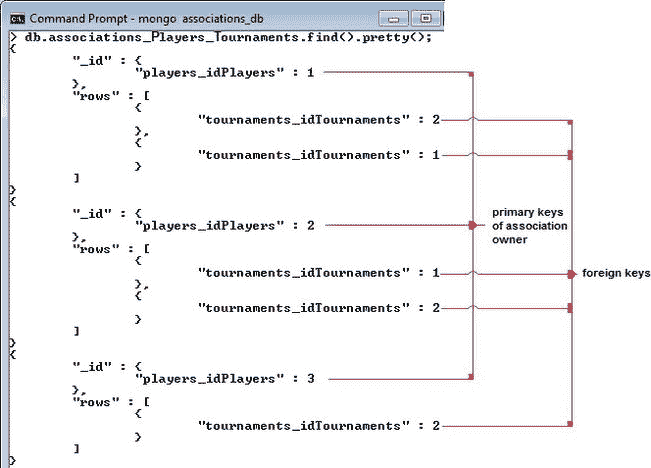 Command Prompt - mongo associations_db
> db.associations_Players_Tournaments.find().pretty();
{
"_id" : {
"players_idPlayers" : 1
},
"rows" : [
{
"tournaments_idTournaments" : 2
},
{
"tournaments_idTournaments" : 1
}
]
}
{
"_id" : {
"players_idPlayers" : 2
},
"rows" : [
{
"tournaments_idTournaments" : 1
},
{
"tournaments_idTournaments" : 2
}
]
}
{
"_id" : {
"players_idPlayers" : 3
},
"rows" : [
{
"tournaments_idTournaments" : 2
}
]
}
primary keys
of association
owner
foreign keys